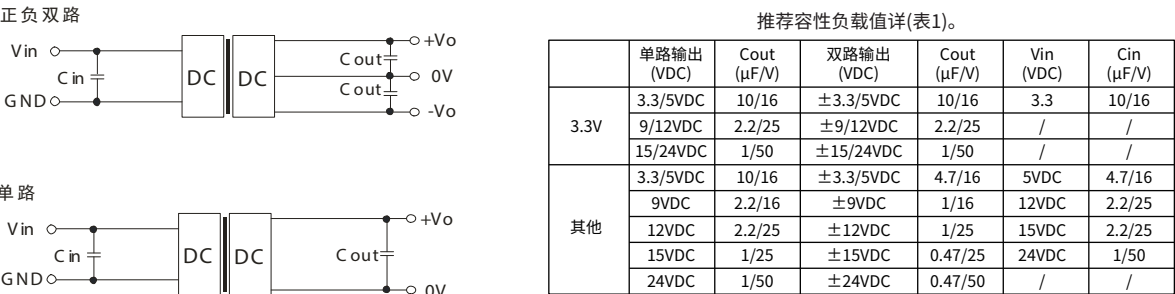 正负双路
Vin
Cin
GND
DC DC
Cout
Cout
+Vo
0V
-Vo
单路
Vin
Cin
GND
DC DC
Cout
+Vo
0V
推荐容性负载值详(表1)。
单路输出 (VDC) Cout (μF/V) 双路输出 (VDC) Cout (μF/V) Vin (VDC) Cin (μF/V)
3.3V
3.3/5VDC 10/16 ±3.3/5VDC 10/16 3.3 10/16
9/12VDC 2.2/25 ±9/12VDC 2.2/25 / /
15/24VDC 1/50 ±15/24VDC 1/50 / /
其他
3.3/5VDC 10/16 ±3.3/5VDC 4.7/16 5VDC 4.7/16
9VDC 2.2/16 ±9VDC 1/16 12VDC 2.2/25
12VDC 2.2/25 ±12VDC 1/25 15VDC 2.2/25
15VDC 1/25 ±15VDC 0.47/25 24VDC 1/50
24VDC 1/50 ±24VDC 0.47/50 / /